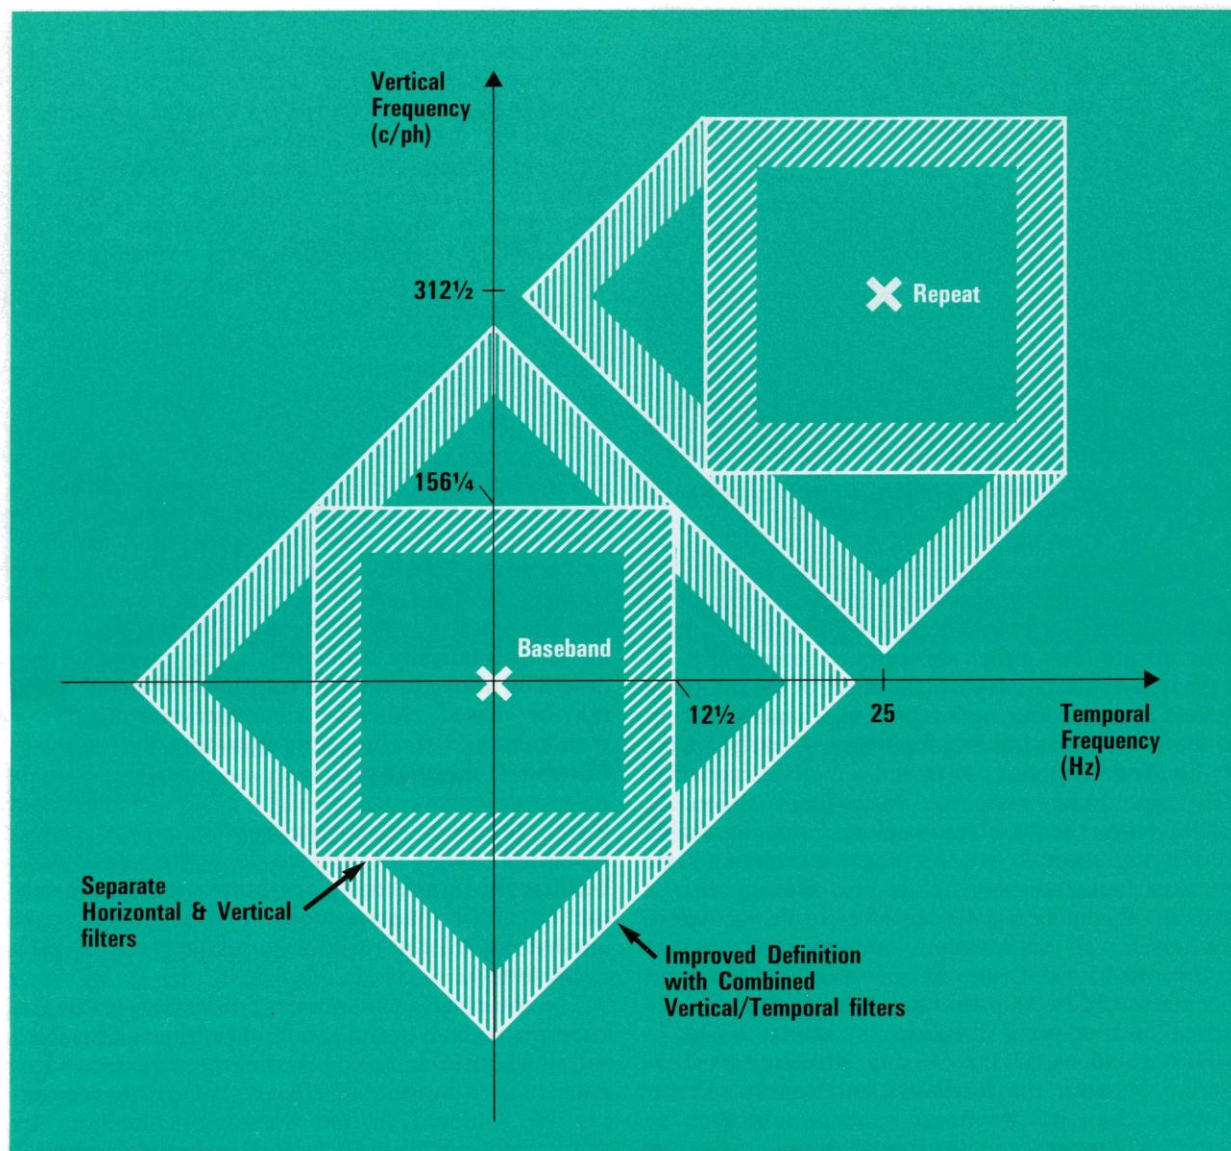 Vertical
Frequency
(c/ph)
312½
Repeat
156¼
Baseband
12½
25
Temporal
Frequency
(Hz)
Separate
Horizontal & Vertical
filters
Improved Definition
with Combined
Vertical/Temporal filters